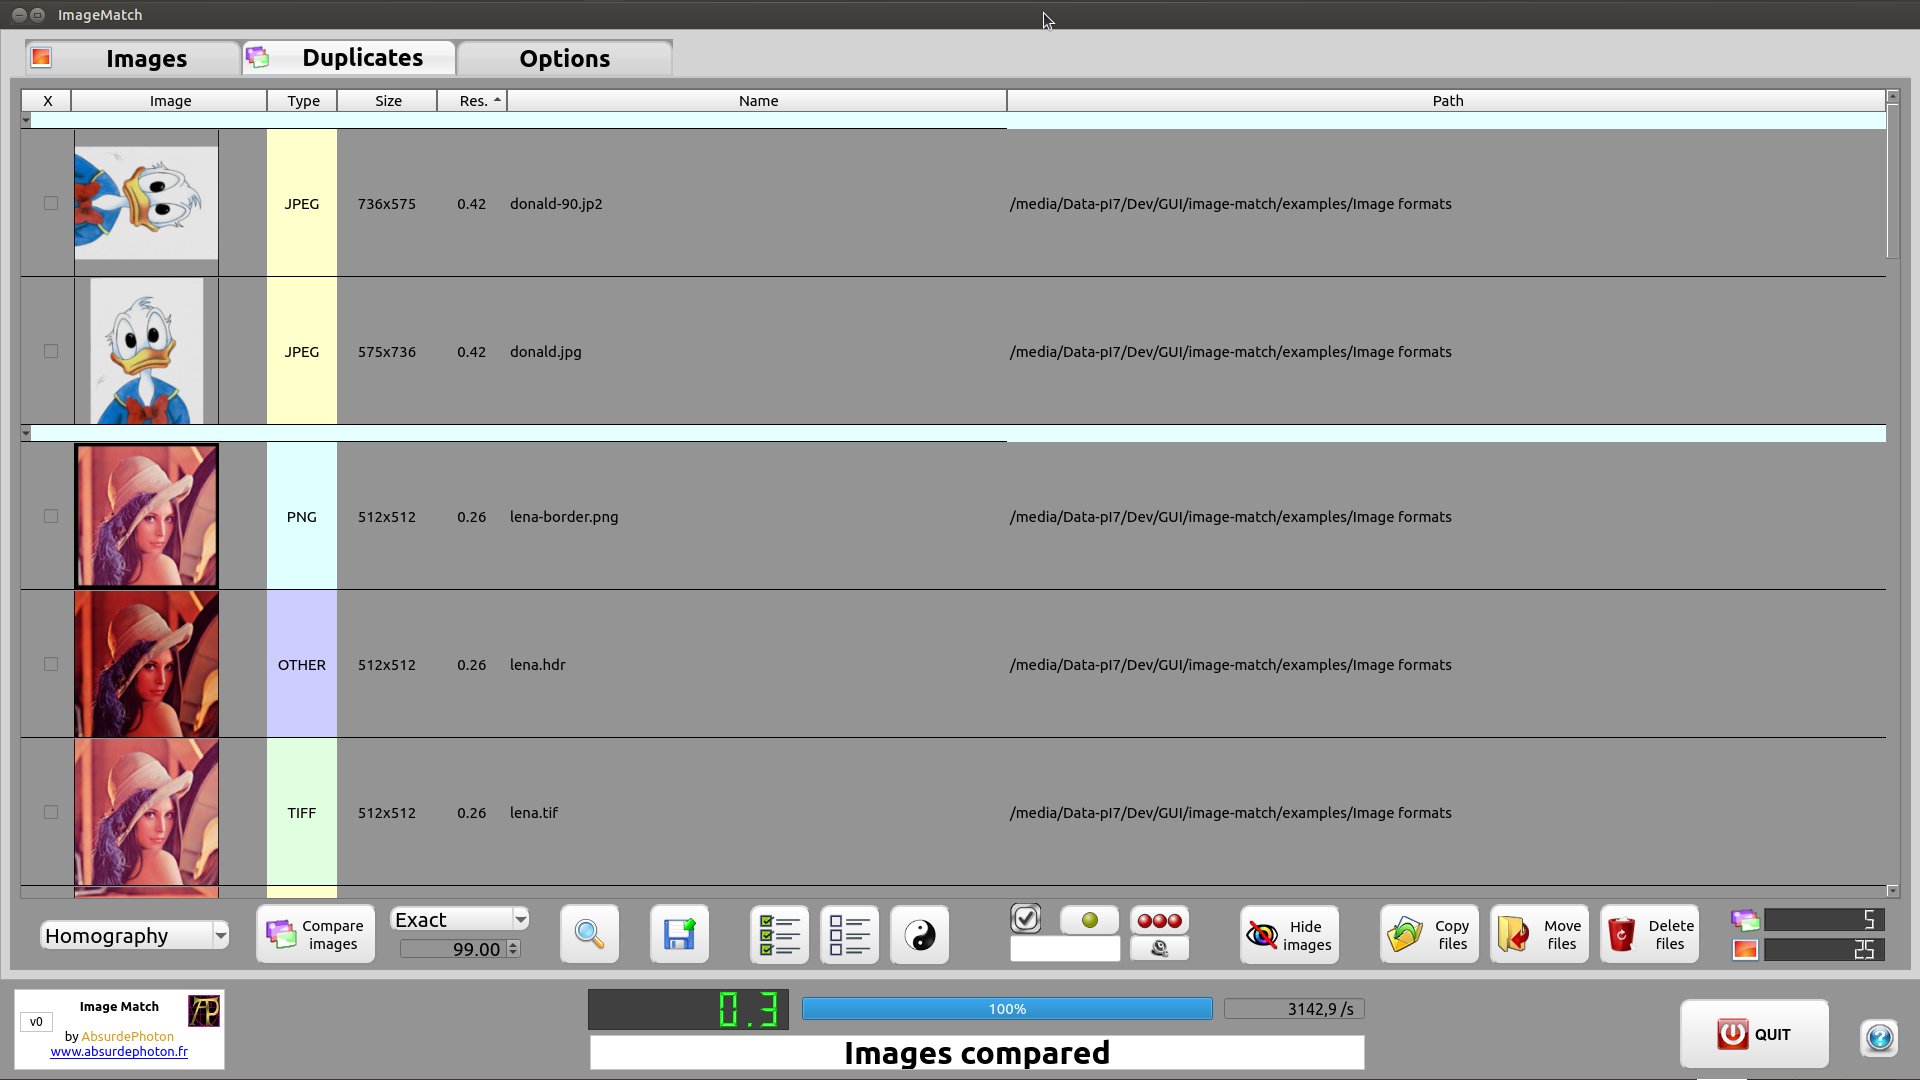 ImageMatch
Images
Duplicates
Options
X Image Type Size Res. Name Path
JPEG 736x575 0.42 donald-90.jp2 /media/Data-pI7/Dev/GUI/image-match/examples/Image formats
JPEG 575x736 0.42 donald.jpg /media/Data-pI7/Dev/GUI/image-match/examples/Image formats
PNG 512x512 0.26 lena-border.png /media/Data-pI7/Dev/GUI/image-match/examples/Image formats
OTHER 512x512 0.26 lena.hdr /media/Data-pI7/Dev/GUI/image-match/examples/Image formats
TIFF 512x512 0.26 lena.tif /media/Data-pI7/Dev/GUI/image-match/examples/Image formats
Homography
Compare
images
Exact
99.00
Hide
images
Copy
files
Move
files
Delete
files
5
25
Image Match
v0
by AbsurdePhoton
www.absurdephoton.fr
AP
0.3
100%
3142,9 /s
Images compared
QUIT
?